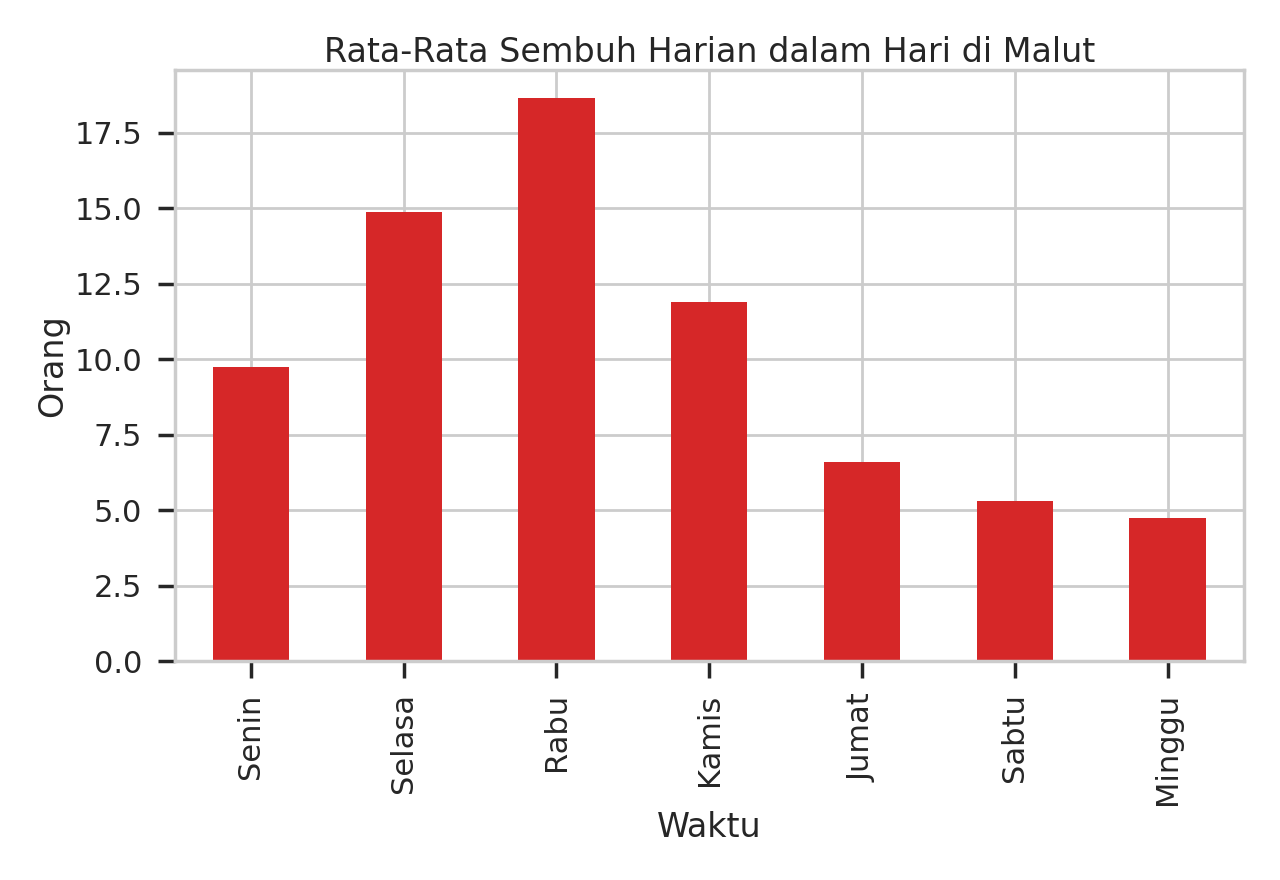 Rata-Rata Sembuh Harian dalam Hari di Malut
Orang
17.5
15.0
12.5
10.0
7.5
5.0
2.5
0.0
Senin
Selasa
Rabu
Kamis
Jumat
Sabtu
Minggu
Waktu